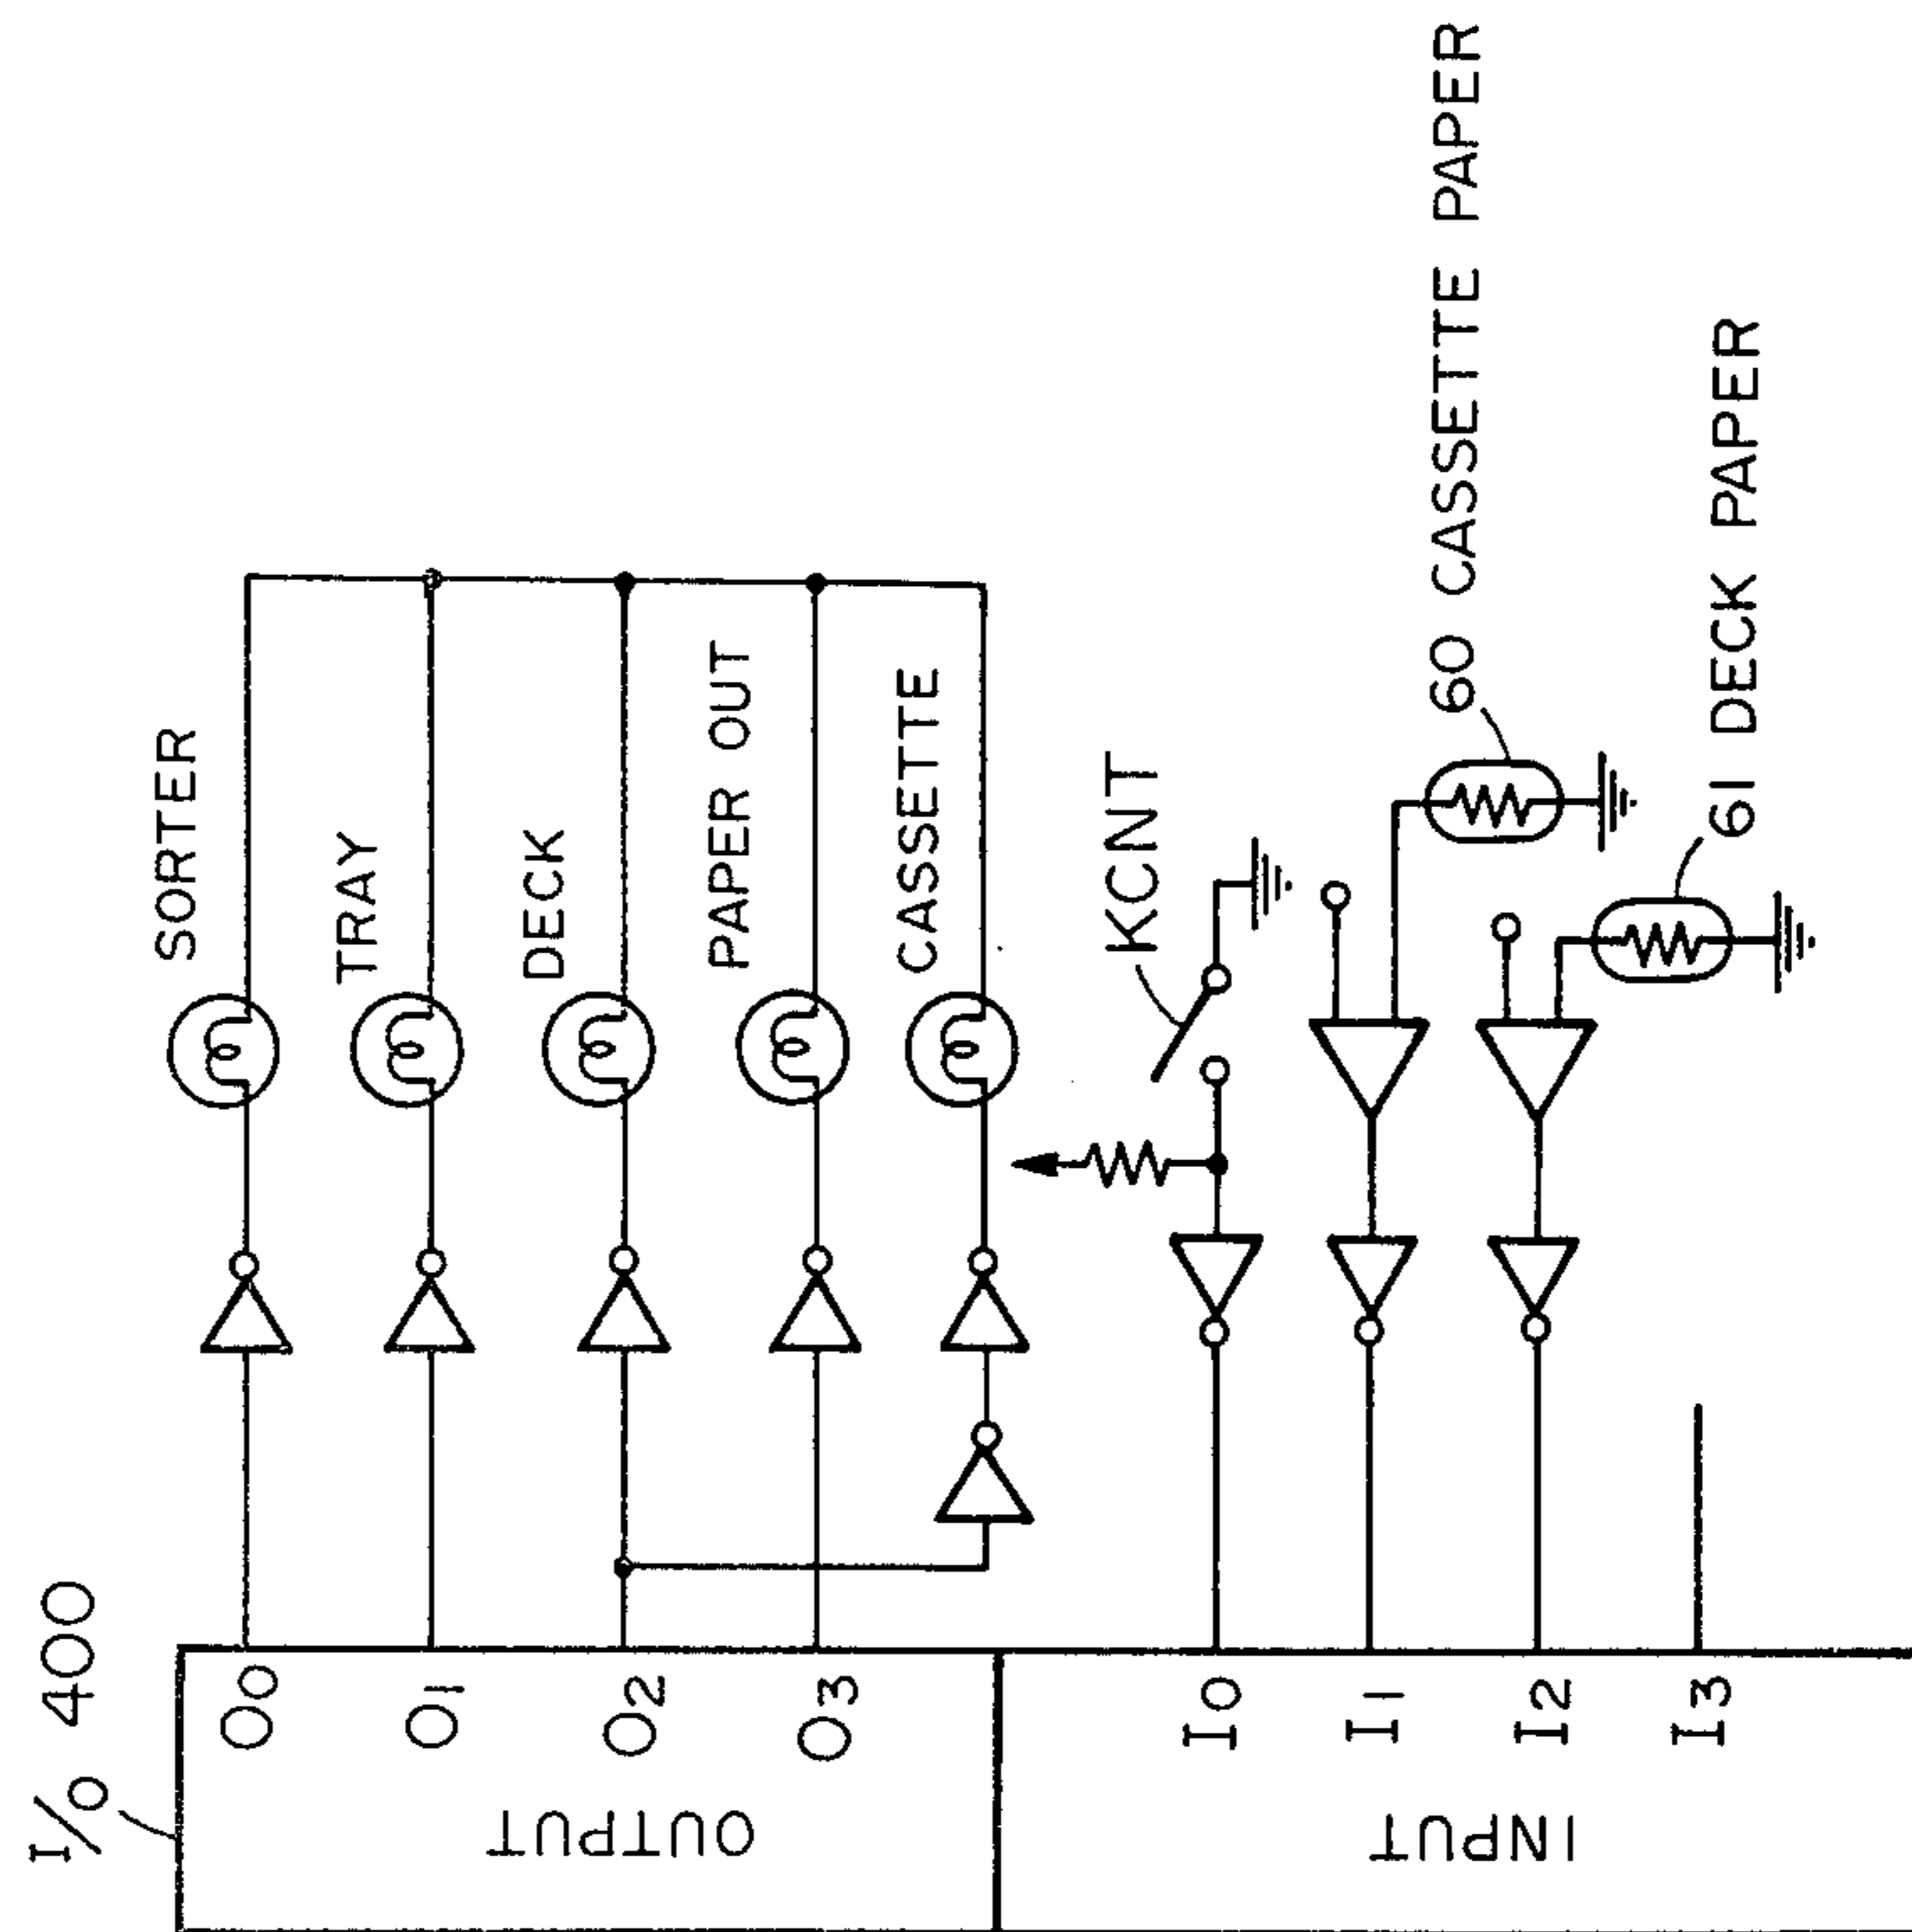 I/O 400
OUTPUT
O0
O1
O2
O3
SORTER
TRAY
DECK
PAPER OUT
CASSETTE
INPUT
I0
I1
I2
I3
KCNT
60 CASSETTE PAPER
61 DECK PAPER